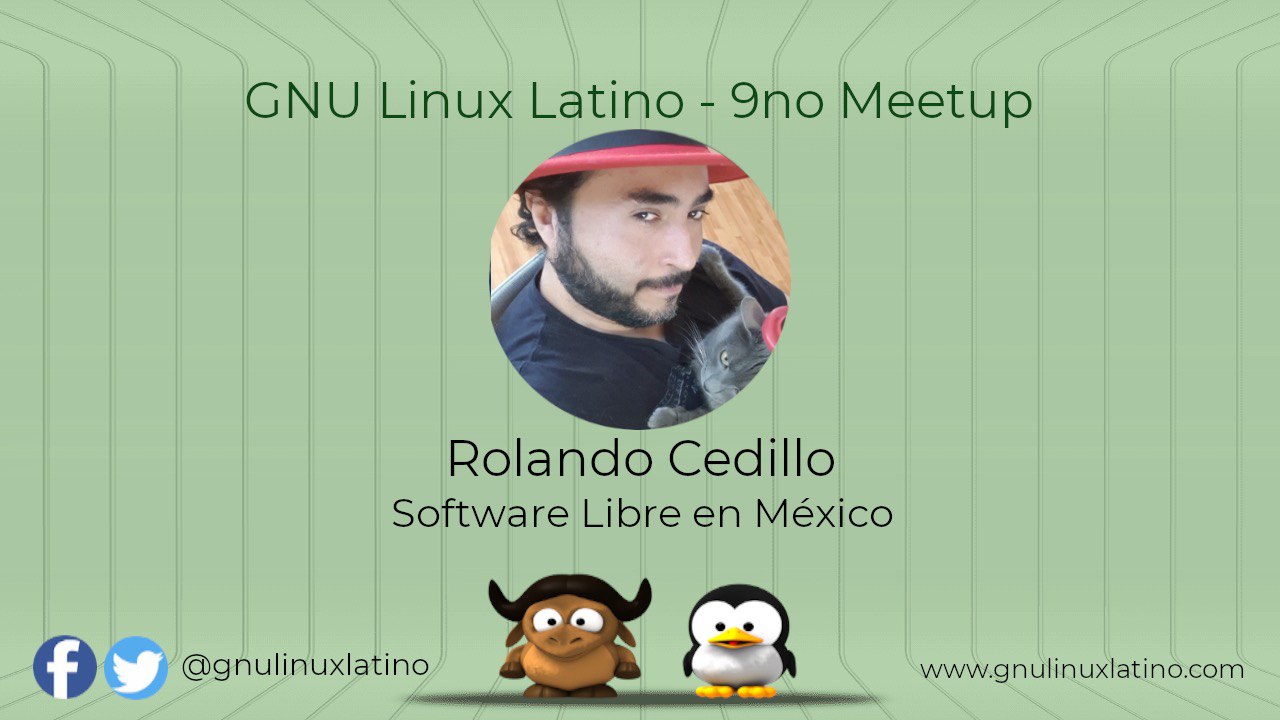 GNU Linux Latino - 9no Meetup
Rolando Cedillo
Software Libre en México
@gnulinuxlatino
www.gnulinuxlatino.com